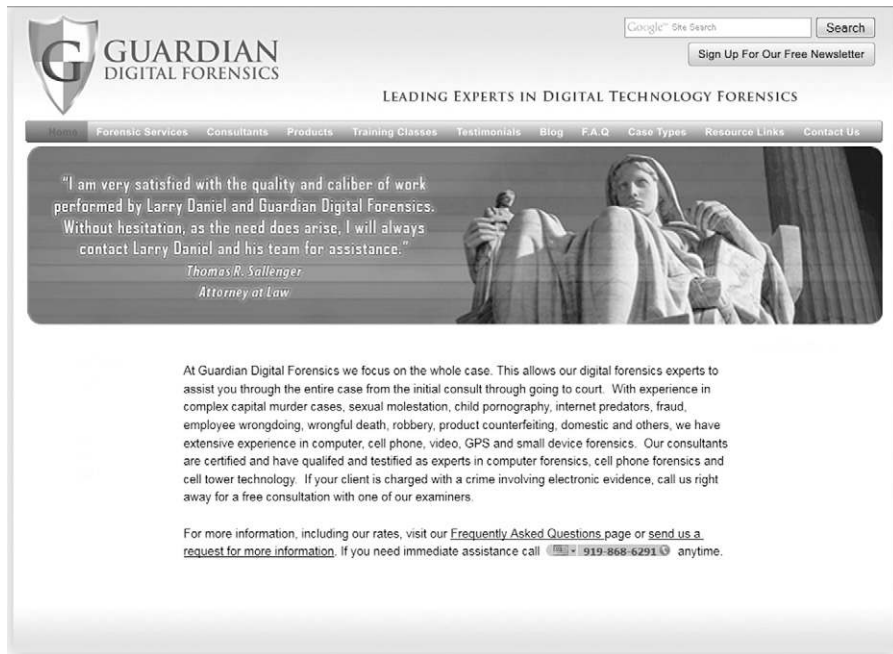 Google™ Site Search
Search
Sign Up For Our Free Newsletter
G
GUARDIAN
DIGITAL FORENSICS
LEADING EXPERTS IN DIGITAL TECHNOLOGY FORENSICS
Home Forensic Services Consultants Products Training Classes Testimonials Blog F.A.Q Case Types Resource Links Contact Us
"I am very satisfied with the quality and caliber of work
performed by Larry Daniel and Guardian Digital Forensics.
Without hesitation, as the need does arise, I will always
contact Larry Daniel and his team for assistance."
Thomas R. Sallenger
Attorney at Law
At Guardian Digital Forensics we focus on the whole case. This allows our digital forensics experts to
assist you through the entire case from the initial consult through going to court. With experience in
complex capital murder cases, sexual molestation, child pornography, internet predators, fraud,
employee wrongdoing, wrongful death, robbery, product counterfeiting, domestic and others, we have
extensive experience in computer, cell phone, video, GPS and small device forensics. Our consultants
are certified and have qualifed and testified as experts in computer forensics, cell phone forensics and
cell tower technology. If your client is charged with a crime involving electronic evidence, call us right
away for a free consultation with one of our examiners.
For more information, including our rates, visit our Frequently Asked Questions page or send us a
request for more information. If you need immediate assistance call 919-868-6291 anytime.